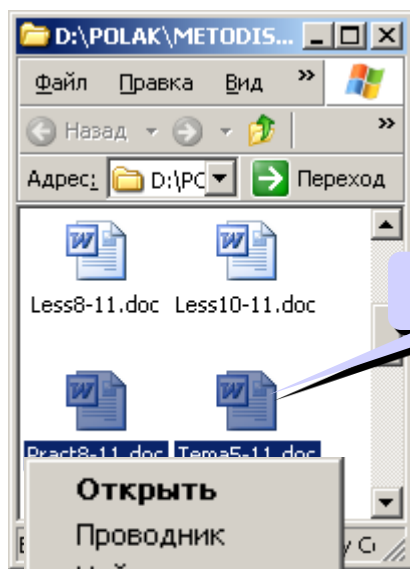 D:\POLAK\METODIS...
Файл Правка Вид »
Назад »
Адрес: D:\PC Переход
Less8-11.doc Less10-11.doc
Pract8-11.doc Tema5-11.doc
Открыть
Проводник